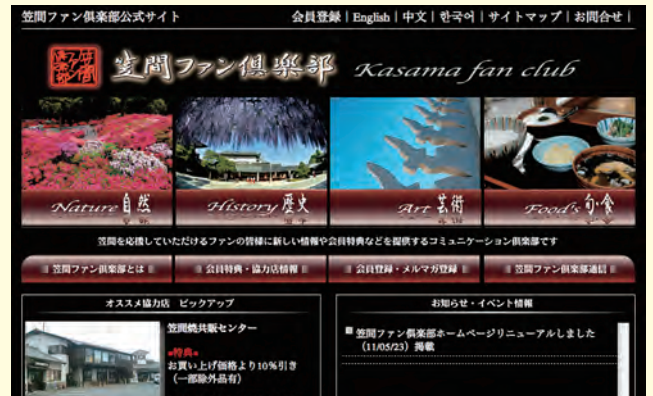 笠間ファン倶楽部公式サイト
会員登録 | English | 中文 | 한국어 | サイトマップ | お問合せ |
笠間ファン倶楽部 Kasama fan club
Nature 自然
History 歴史
Art 芸術
Food's 旬・食
笠間を応援していただけるファンの皆様に新しい情報や会員特典などを提供するコミュニケーション倶楽部です
笠間ファン倶楽部とは
会員特典・協力店情報
会員登録・メルマガ登録
笠間ファン倶楽部通信
オススメ協力店 ピックアップ
笠間焼共販センター
■特典■
お買い上げ価格より10%引き
(一部除外品有)
お知らせ・イベント情報
笠間ファン倶楽部ホームページリニューアルしました
(11/05/23) 掲載